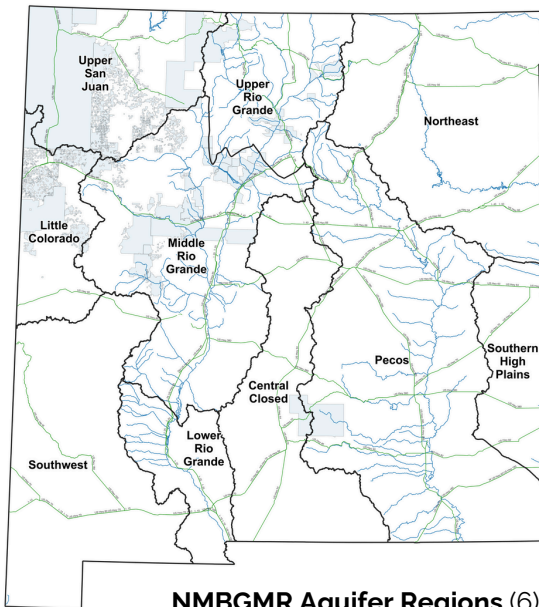 Upper
San
Juan
Upper
Rio
Grande
Northeast
Little
Colorado
Middle
Rio
Grande
Southern
High
Plains
Pecos
Central
Closed
Lower
Rio
Grande
Southwest
NMBGMR Aquifer Regions (6)